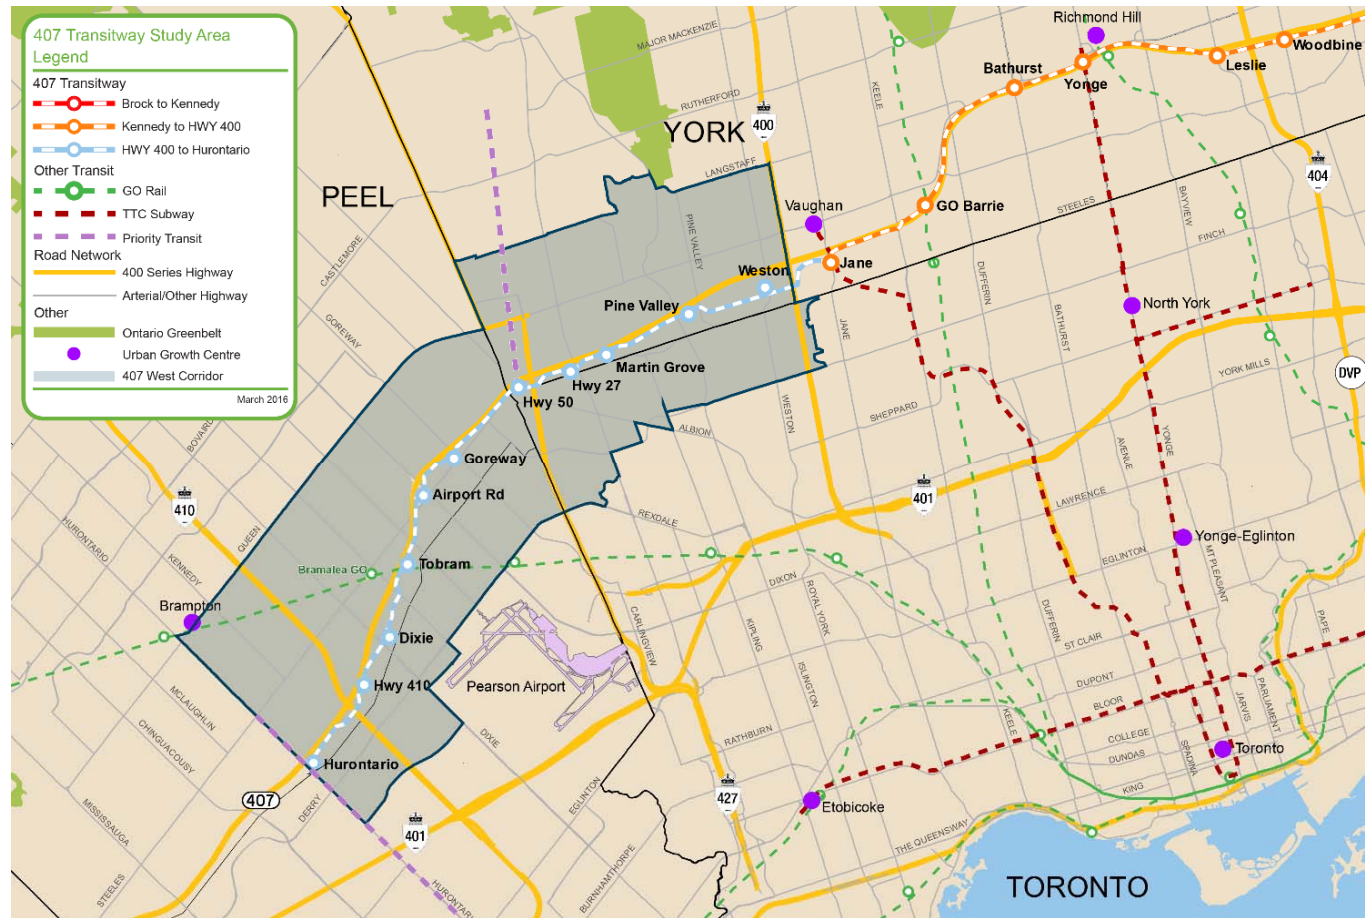 407 Transitway Study Area
Legend
407 Transitway
Brock to Kennedy
Kennedy to HWY 400
HWY 400 to Hurontario
Other Transit
GO Rail
TTC Subway
Priority Transit
Road Network
400 Series Highway
Arterial/Other Highway
Other
Ontario Greenbelt
Urban Growth Centre
407 West Corridor
March 2016
Richmond Hill
MAJOR MACKENZIE
Woodbine
Leslie
Bathurst
Yonge
KEELE
RUTHERFORD
YORK
400
404
LANGSTAFF
PEEL
BAYVIEW
STEELES
Vaughan
GO Barrie
PINE VALLEY
FINCH
CASTLEMORE
Weston
Jane
DUFFERIN
Pine Valley
North York
GOREWAY
JANE
BATHURST
Martin Grove
Hwy 27
YORK MILLS
DVP
Hwy 50
WESTON
SHEPPARD
ALBION
BOVAIRD
AVENUE
YONGE
Goreway
Airport Rd
401
LAWRENCE
410
REXDALE
HURONTARIO
QUEEN
Yonge-Eglinton
EGLINTON
KENNEDY
Tobram
Bramalea GO
MT PLEASANT
DIXON
ROYAL YORK
Brampton
DUFFERIN
PAPE
CARLINGVIEW
KIPLING
Dixie
ST CLAIR
Hwy 410
Pearson Airport
ISLINGTON
DUPONT
MCLAUGHLIN
BLOOR
JARVIS
PARLIAMENT
CHINGUACOUSY
DIXIE
RATHBURN
KEELE
COLLEGE
Hurontario
DUNDAS
SPADINA
Toronto
407
427
Etobicoke
KING
DERRY
EGLINTON
MISSISSAUGA
401
THE QUEENSWAY
STEELES
BURNHAMTHORPE
HURONTARIO
TORONTO